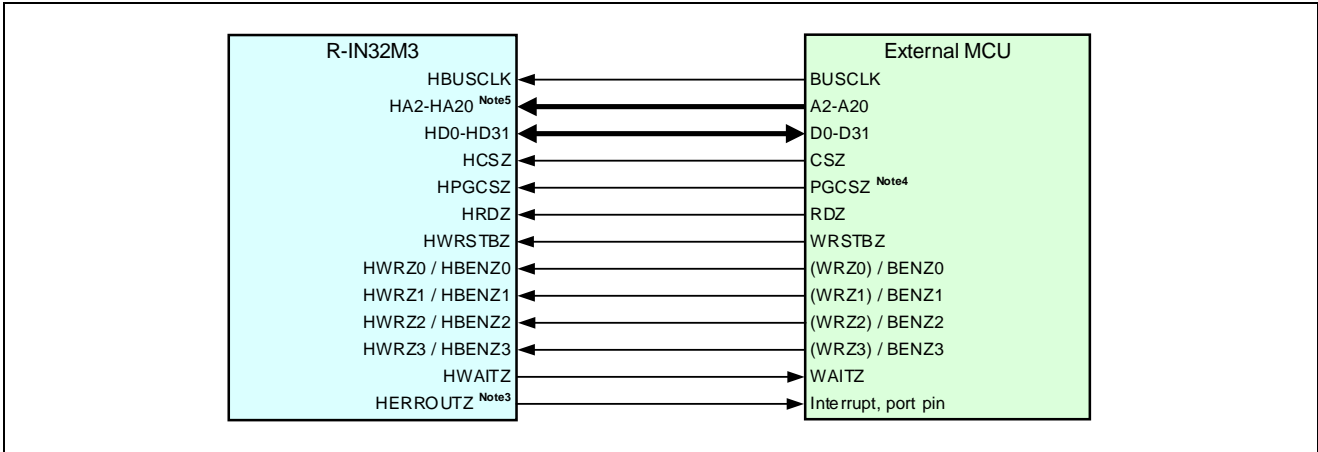 R-IN32M3 External MCU
HBUSCLK BUSCLK
HA2-HA20 Note5 A2-A20
HD0-HD31 D0-D31
HCSZ CSZ
HPGCSZ PGCSZ Note4
HRDZ RDZ
HWRSTBZ WRSTBZ
HWRZ0 / HBENZ0 (WRZ0) / BENZ0
HWRZ1 / HBENZ1 (WRZ1) / BENZ1
HWRZ2 / HBENZ2 (WRZ2) / BENZ2
HWRZ3 / HBENZ3 (WRZ3) / BENZ3
HWAITZ WAITZ
HERROUTZ Note3 Interrupt, port pin